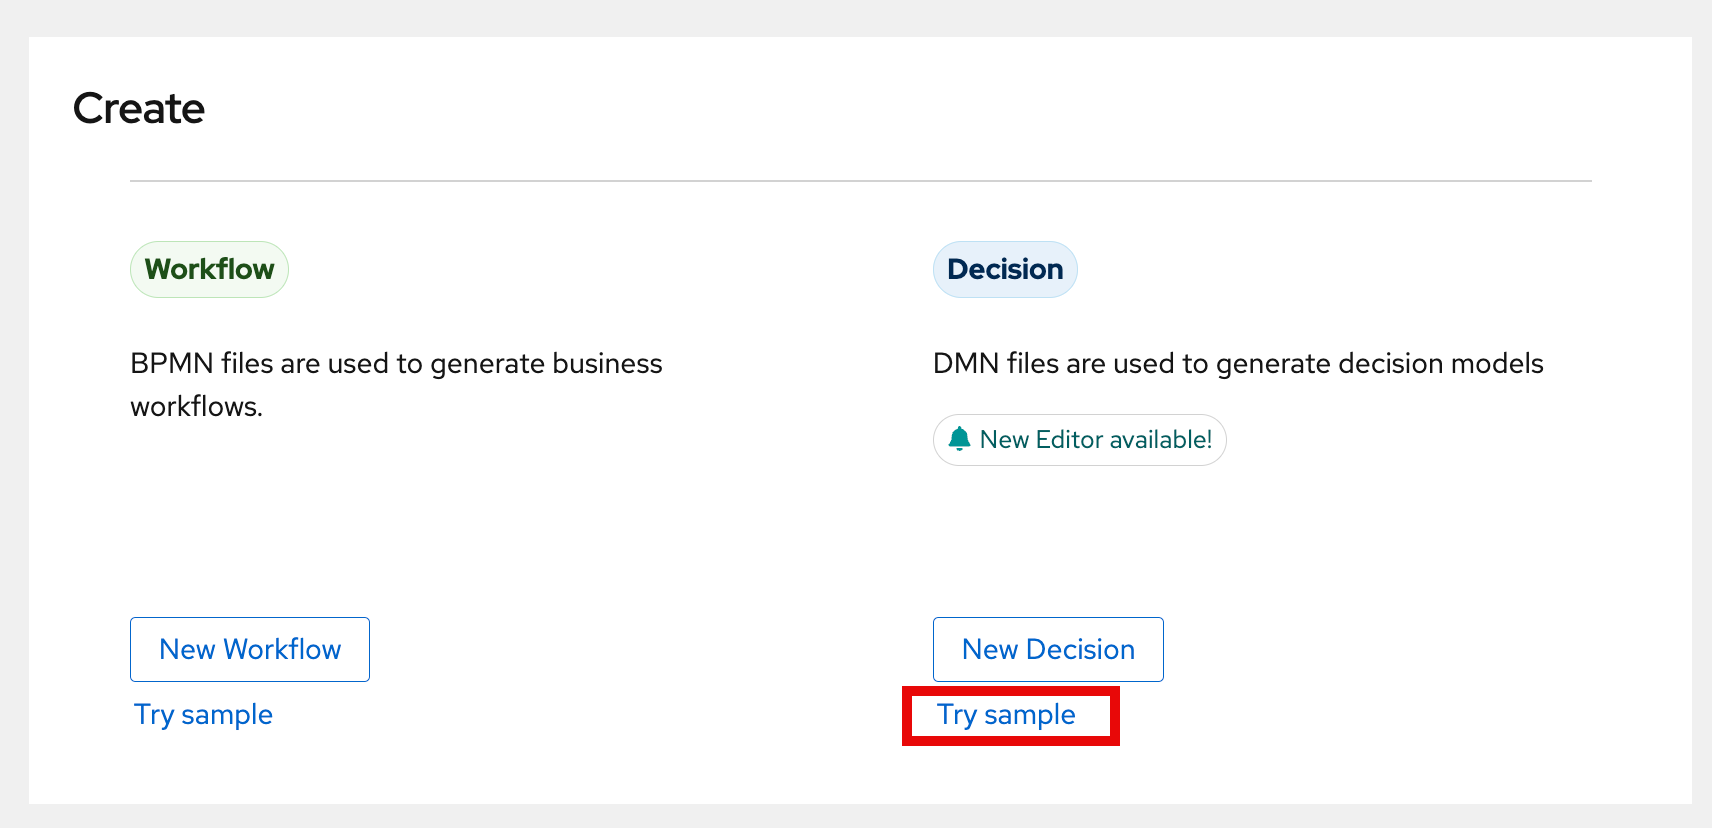 Create
Workflow
BPMN files are used to generate business
workflows.
New Workflow
Try sample
Decision
DMN files are used to generate decision models
New Editor available!
New Decision
Try sample